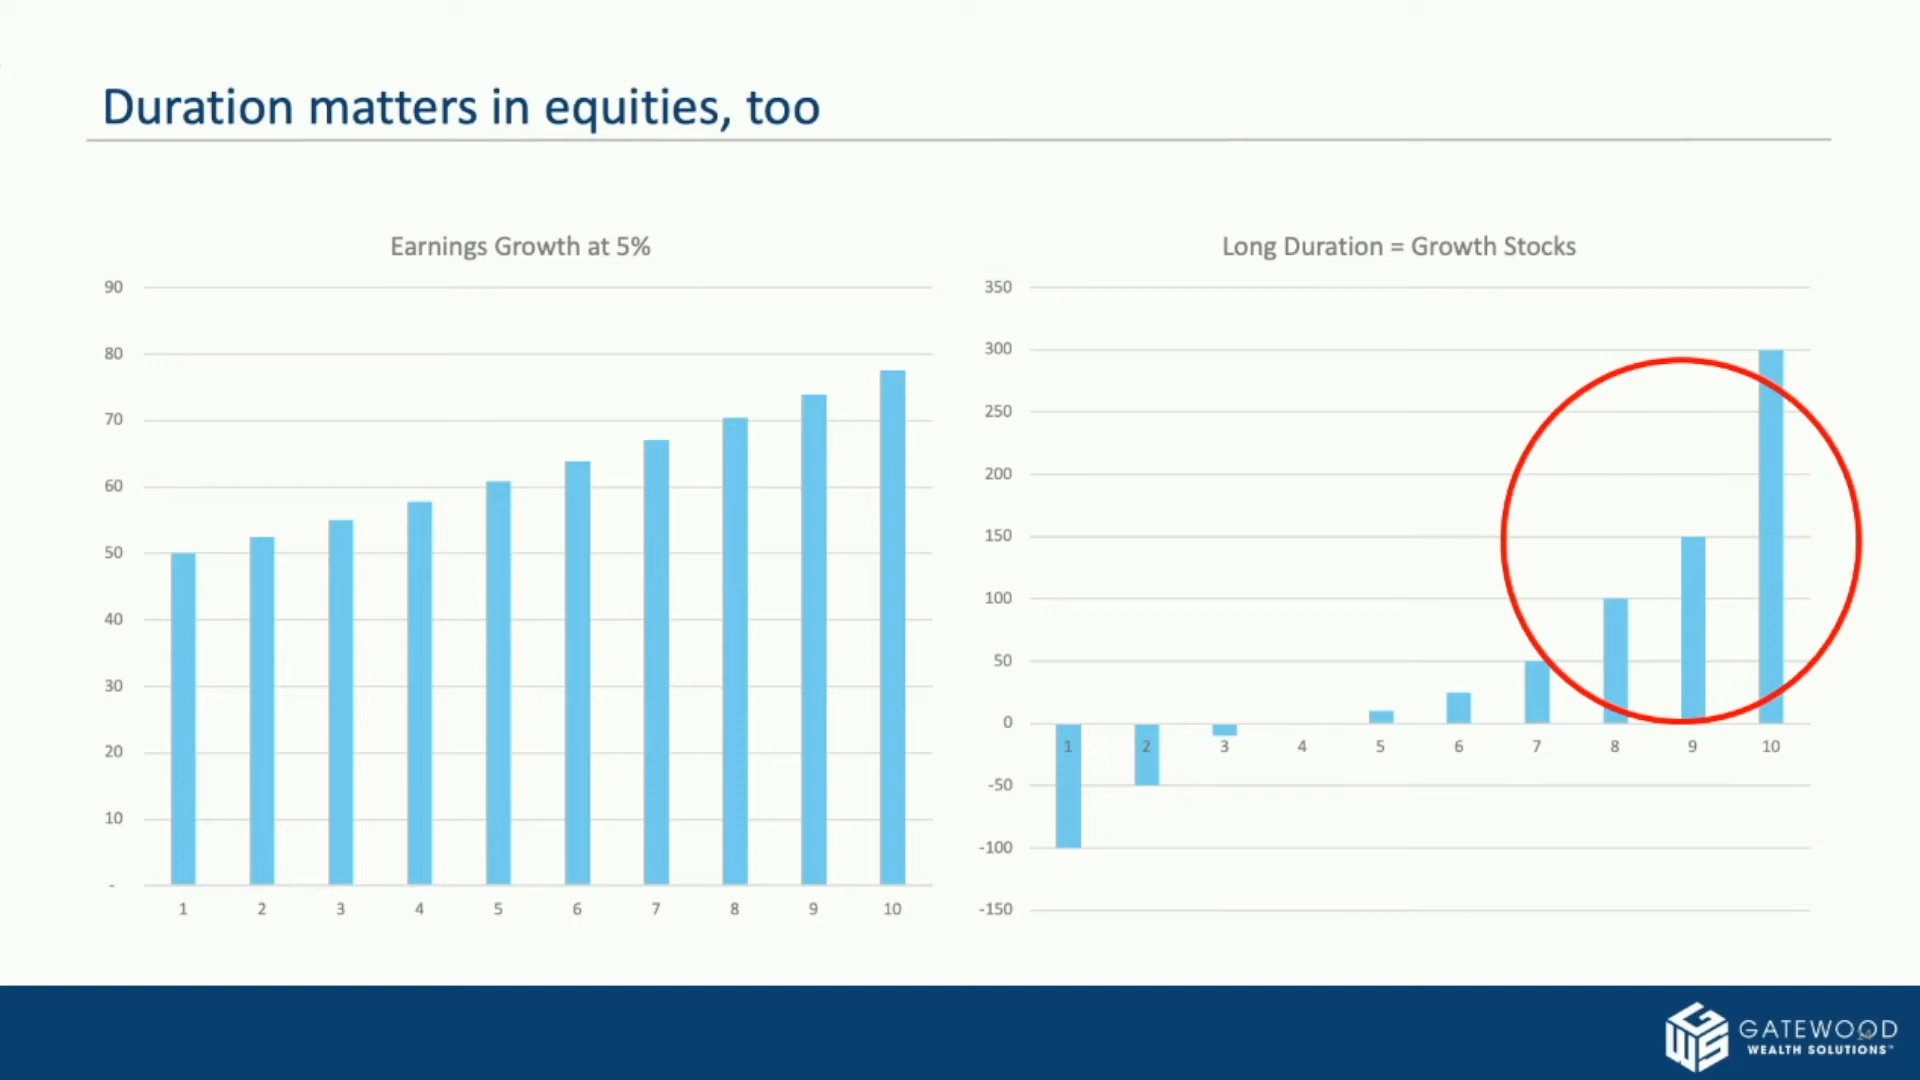 Duration matters in equities, too
Earnings Growth at 5%
90
80
70
60
50
40
30
20
10
-
1 2 3 4 5 6 7 8 9 10
Long Duration = Growth Stocks
350
300
250
200
150
100
50
0
-50
-100
-150
1 2 3 4 5 6 7 8 9 10
GWS
GATEWOOD
WEALTH SOLUTIONS™